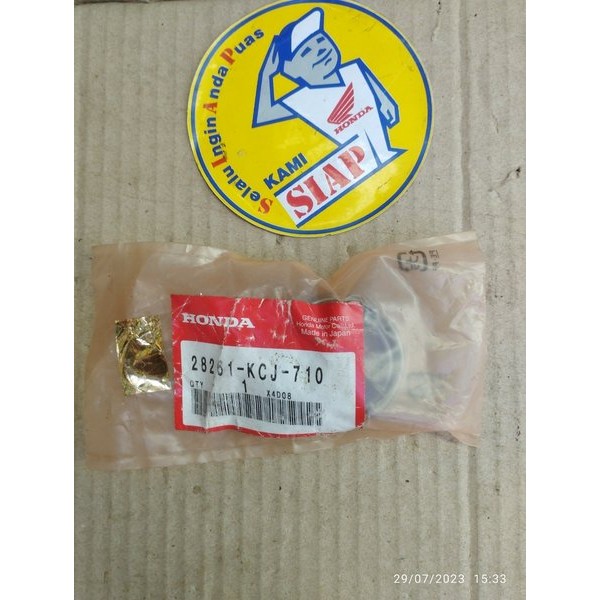 Selalu Ingin Anda Puas
HONDA
KAMI
SIAP
HONDA
GENUINE PARTS
Honda Motor Co., Ltd.
Made in Japan
28261-KCJ-710
QTY 1
X4D08
29/07/2023 15:33